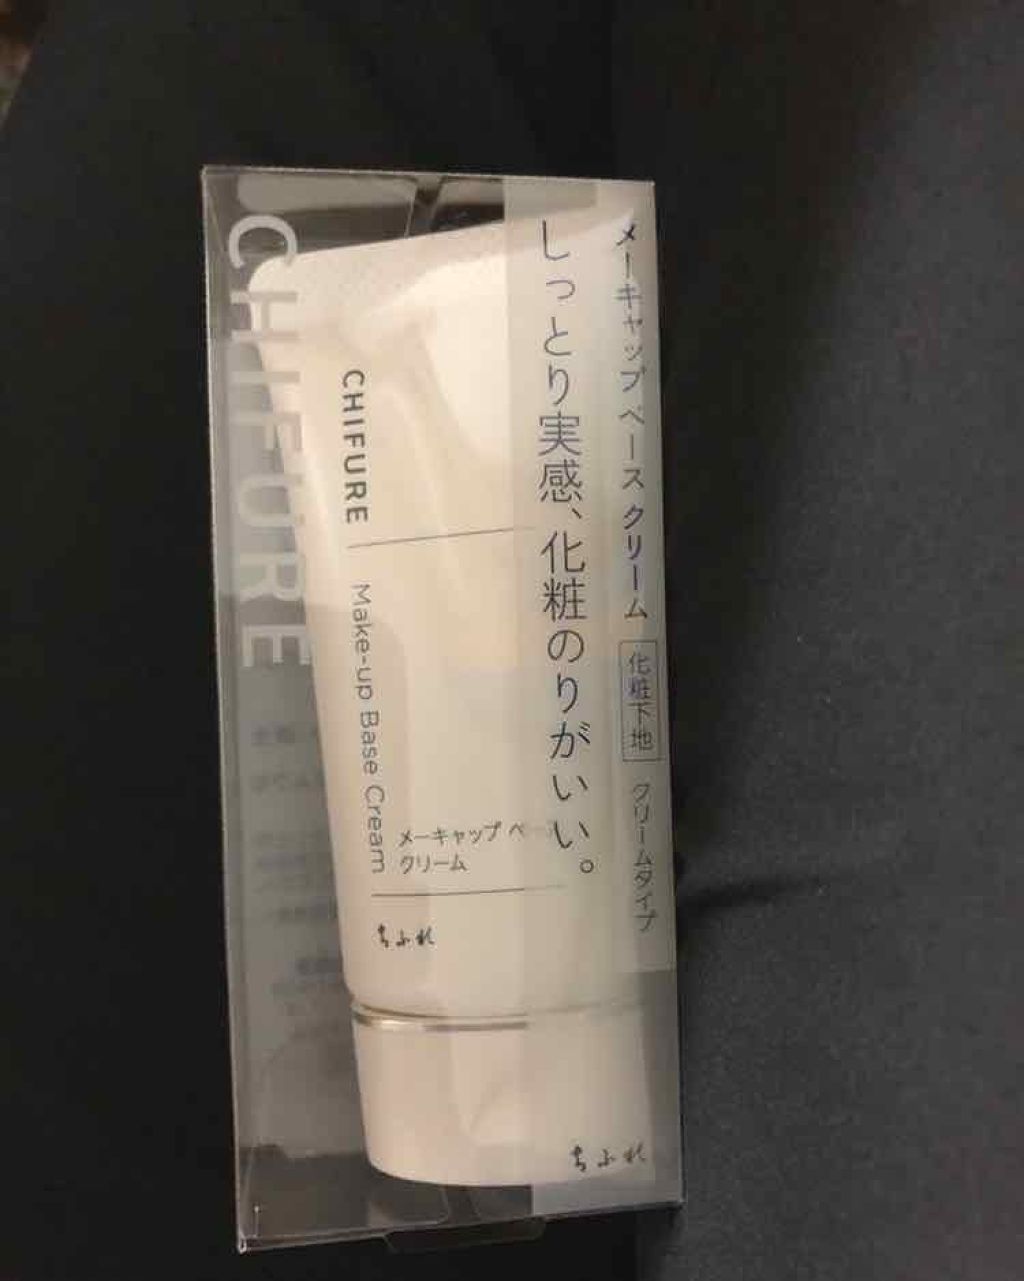 メーキャップ ベース クリーム 化粧下地 クリームタイプ
しっとり実感、化粧のりがいい。
CHIFURE
CHIFURE
Make-up Base Cream
メーキャップ
クリーム
ちふれ
ちふれ